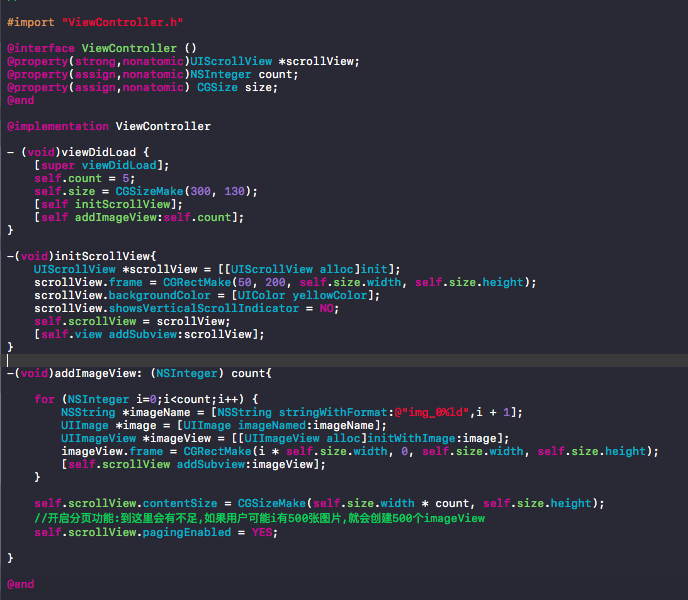 #import "ViewController.h"
@interface ViewController ()
@property(strong,nonatomic)UIScrollView *scrollView;
@property(assign,nonatomic)NSInteger count;
@property(assign,nonatomic) CGSize size;
@end
@implementation ViewController
- (void)viewDidLoad {
[super viewDidLoad];
self.count = 5;
self.size = CGSizeMake(300, 130);
[self initScrollView];
[self addImageView:self.count];
}
-(void)initScrollView{
UIScrollView *scrollView = [[UIScrollView alloc]init];
scrollView.frame = CGRectMake(50, 200, self.size.width, self.size.height);
scrollView.backgroundColor = [UIColor yellowColor];
scrollView.showsVerticalScrollIndicator = NO;
self.scrollView = scrollView;
[self.view addSubview:scrollView];
}
-(void)addImageView: (NSInteger) count{
for (NSInteger i=0;i<count;i++) {
NSString *imageName = [NSString stringWithFormat:@"img_0%ld",i + 1];
UIImage *image = [UIImage imageNamed:imageName];
UIImageView *imageView = [[UIImageView alloc]initWithImage:image];
imageView.frame = CGRectMake(i * self.size.width, 0, self.size.width, self.size.height);
[self.scrollView addSubview:imageView];
}
self.scrollView.contentSize = CGSizeMake(self.size.width * count, self.size.height);
//开启分页功能:到这里会有不足,如果用户可能i有500张图片,就会创建500个imageView
self.scrollView.pagingEnabled = YES;
}
@end